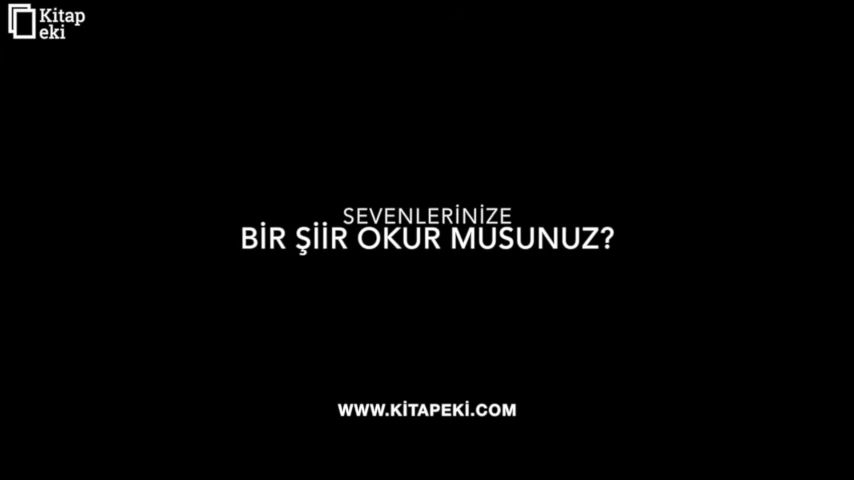 Kitap
eki
SEVENLERİNİZE
BİR ŞİİR OKUR MUSUNUZ?
WWW.KİTAPEKİ.COM